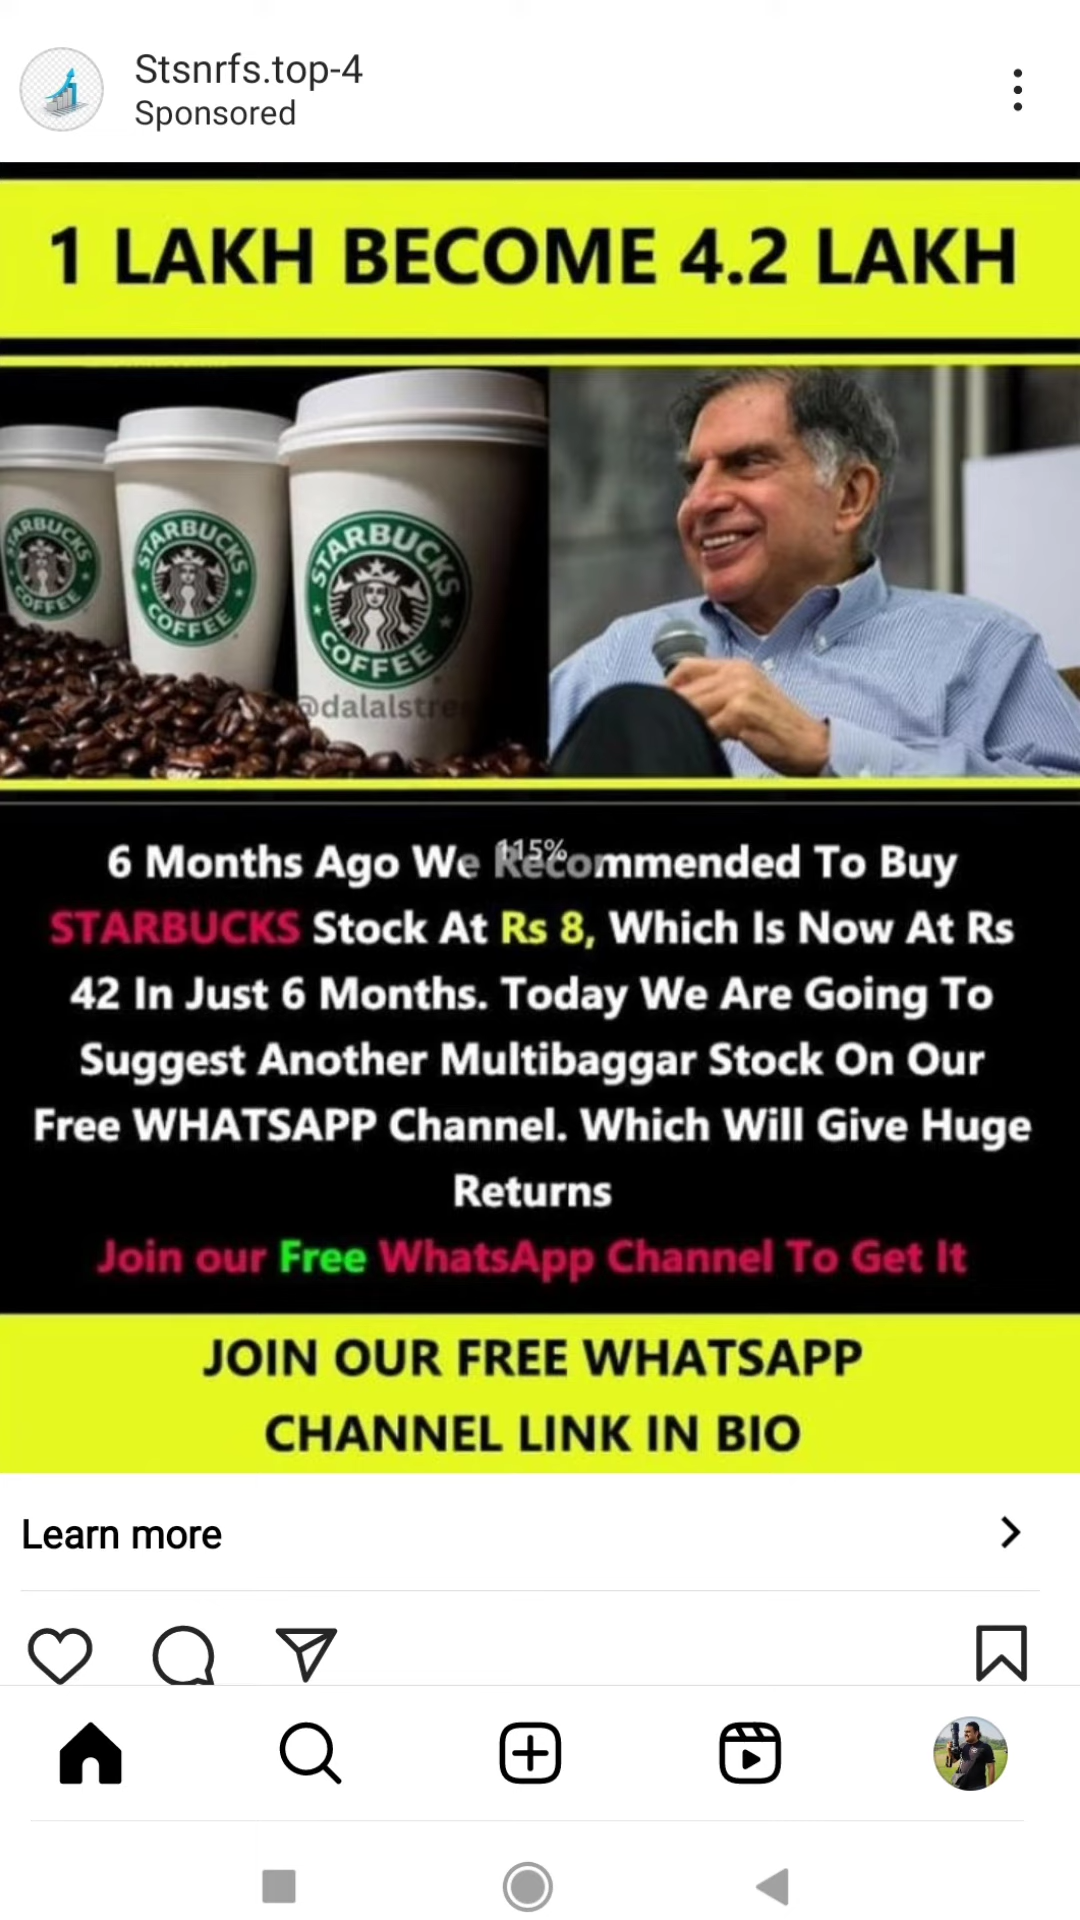 Stsnrfs.top-4
Sponsored
1 LAKH BECOME 4.2 LAKH
ARBUCKS
COFFEE
STARBUCKS
COFFEE
STARBUCKS
COFFEE
@dalalstre
6 Months Ago We Recommended To Buy
115%
STARBUCKS Stock At Rs 8, Which Is Now At Rs
42 In Just 6 Months. Today We Are Going To
Suggest Another Multibaggar Stock On Our
Free WHATSAPP Channel. Which Will Give Huge
Returns
Join our Free WhatsApp Channel To Get It
JOIN OUR FREE WHATSAPP
CHANNEL LINK IN BIO
Learn more